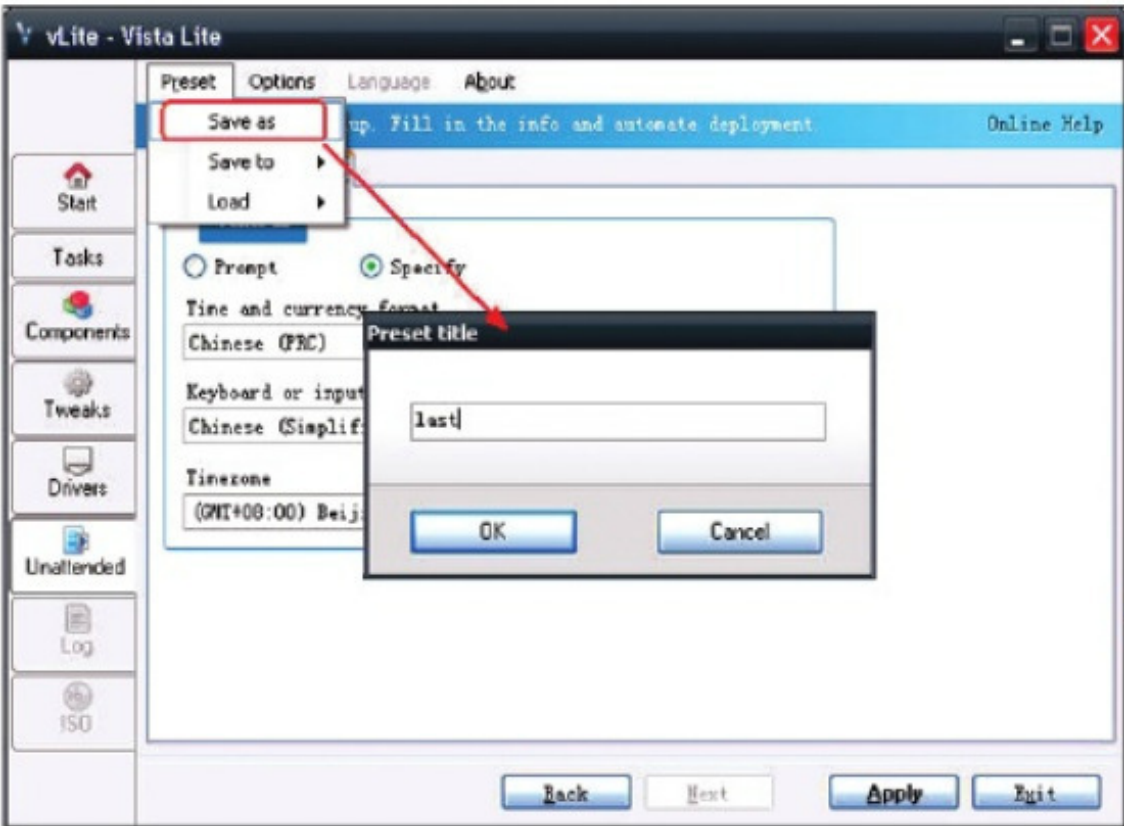 vLite - Vista Lite
Preset Options Language About
Save as
up. Fill in the info and automate deployment
Online Help
Save to
Load
Start
Tasks
Components
Tweaks
Drivers
Unattended
Log
ISO
Prompt
Specify
Time and currency format
Chinese (PRC)
Keyboard or input
Chinese (Simplif
Timezone
(GMT+08:00) Beij
Preset title
last
OK
Cancel
Back
Next
Apply
Exit